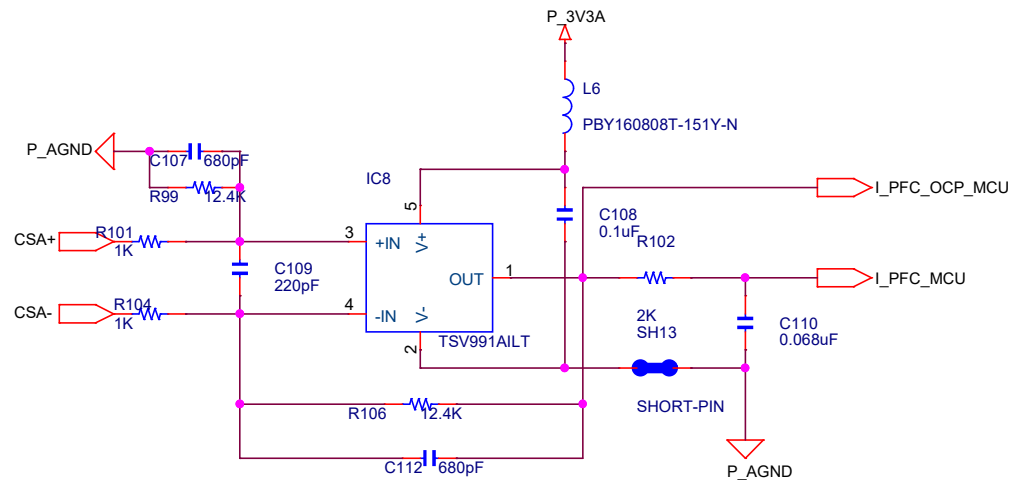 P_3V3A
L6
PBY160808T-151Y-N
P_AGND
C107
680pF
R99
12.4K
IC8
5
I_PFC_OCP_MCU
C108
0.1uF
R102
CSA+
R101
1K
3
+IN
V+
C109
220pF
OUT
1
I_PFC_MCU
CSA-
R104
1K
4
-IN
V-
2
TSV991AILT
2K
SH13
C110
0.068uF
SHORT-PIN
R106
12.4K
C112
680pF
P_AGND